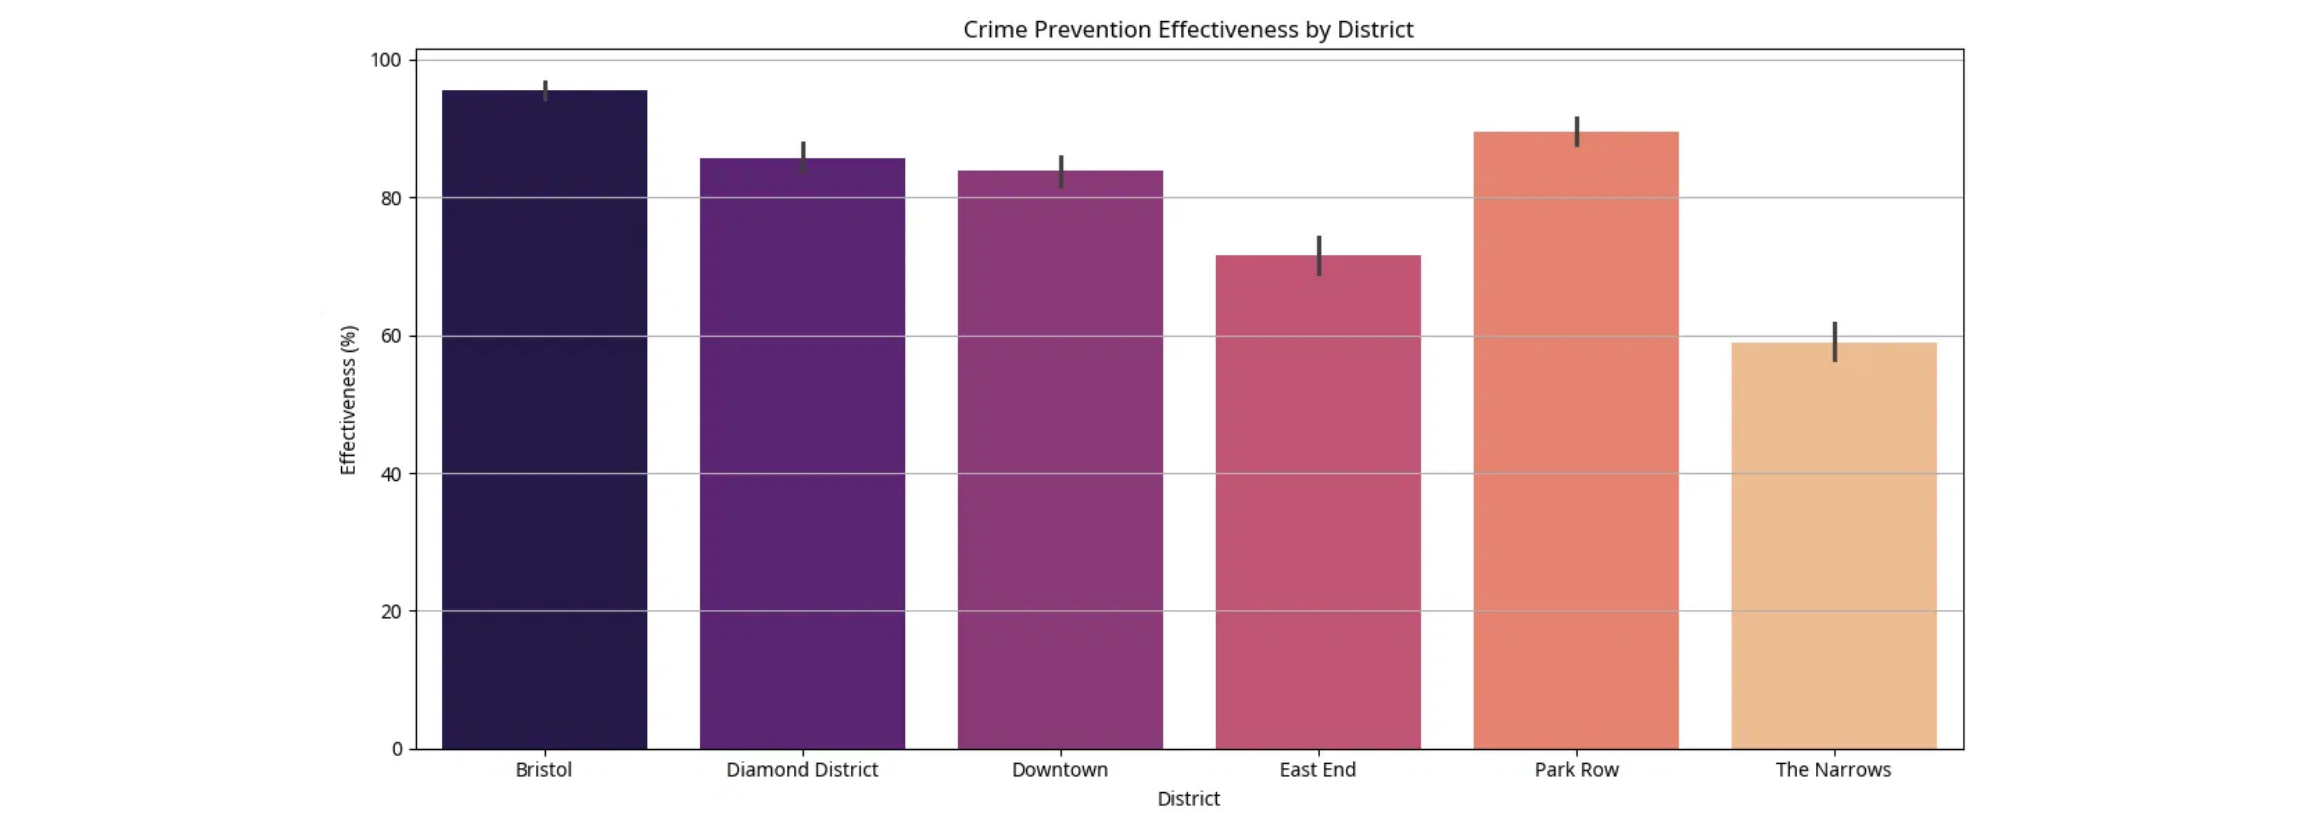 Crime Prevention Effectiveness by District
100
80
60
40
20
0
Effectiveness (%)
Bristol
Diamond District
Downtown
East End
Park Row
The Narrows
District